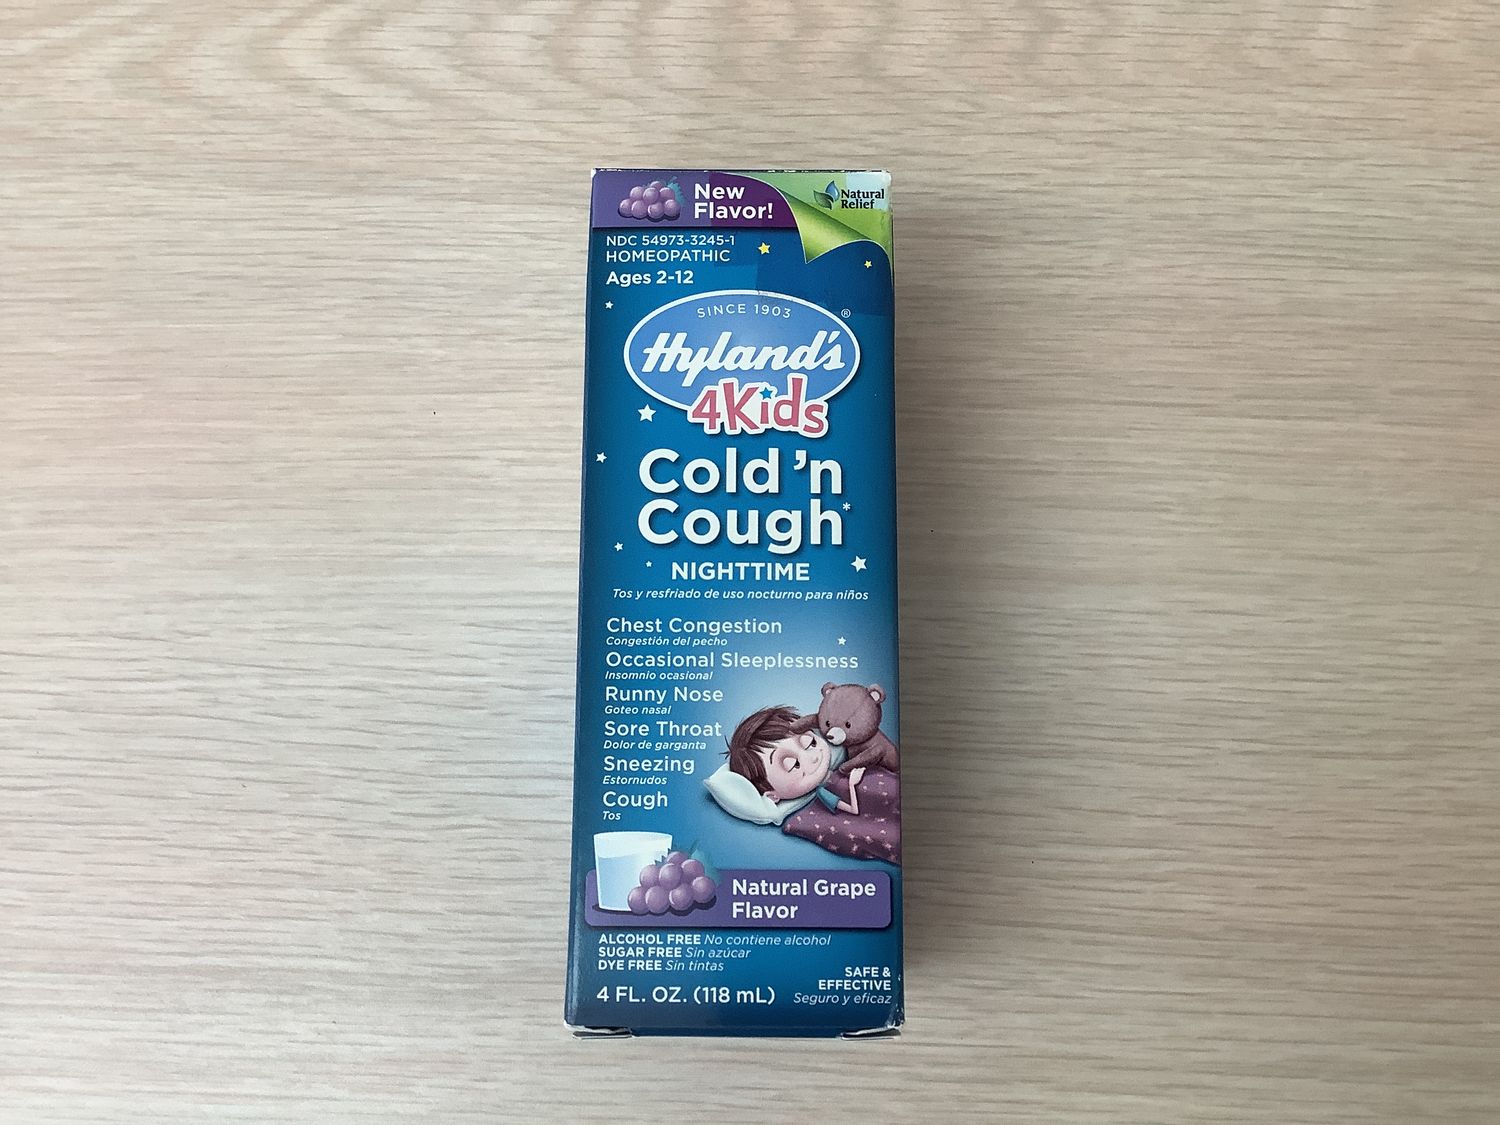 New
Flavor!
Natural
Relief
NDC 54973-3245-1
HOMEOPATHIC
Ages 2-12
SINCE 1903
®
Hyland's
4Kids
Cold 'n
Cough*
NIGHTTIME
Tos y resfriado de uso nocturno para niños
Chest Congestion
Congestión del pecho
Occasional Sleeplessness
Insomnio ocasional
Runny Nose
Goteo nasal
Sore Throat
Dolor de garganta
Sneezing
Estornudos
Cough
Tos
Natural Grape
Flavor
ALCOHOL FREE No contiene alcohol
SUGAR FREE Sin azúcar
DYE FREE Sin tintas
4 FL. OZ. (118 mL)
SAFE &
EFFECTIVE
Seguro y eficaz